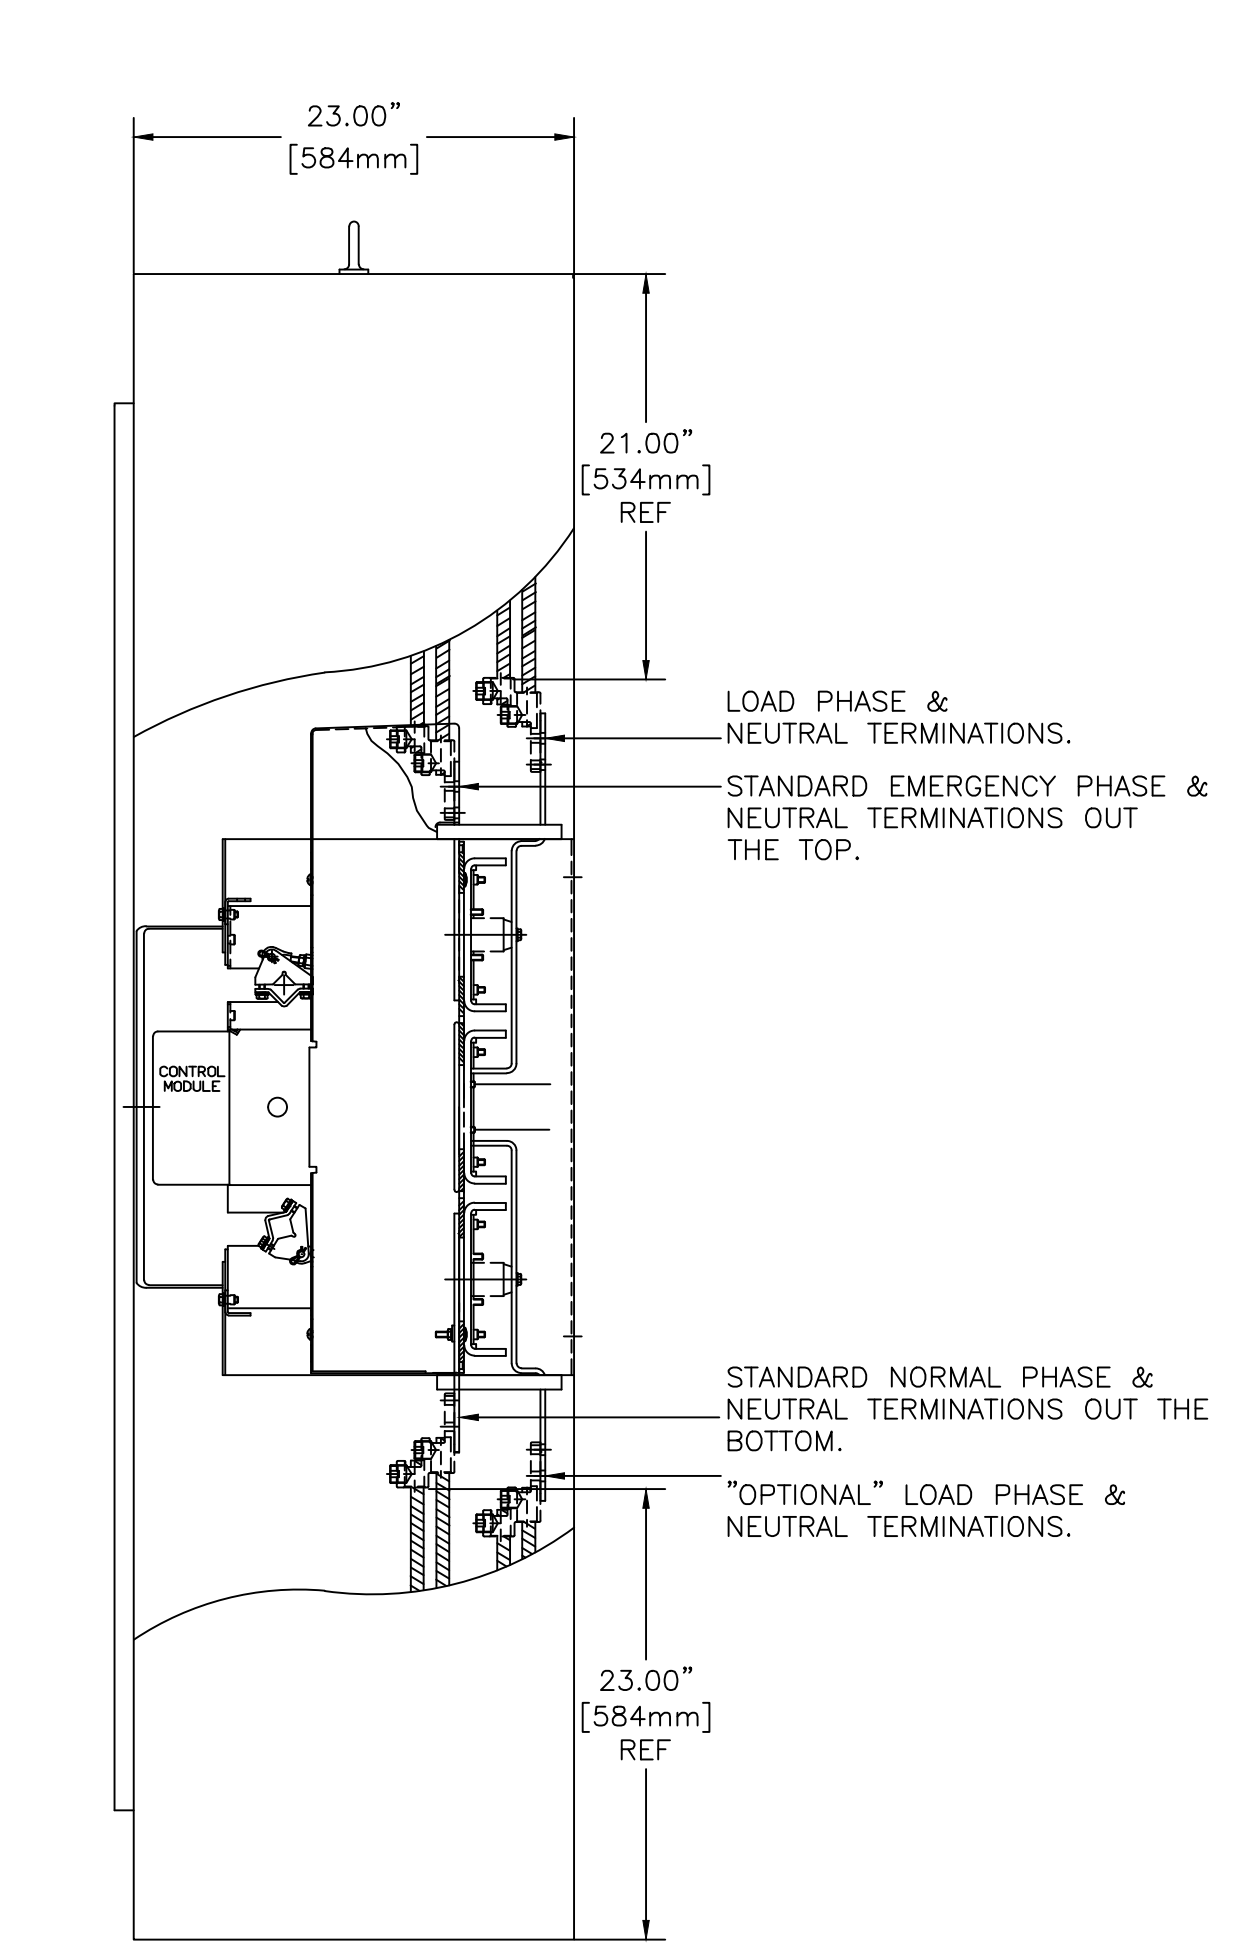 23.00”
[584mm]
21.00”
[534mm]
REF
LOAD PHASE &
NEUTRAL TERMINATIONS.
STANDARD EMERGENCY PHASE &
NEUTRAL TERMINATIONS OUT
THE TOP.
CONTROL
MODULE
STANDARD NORMAL PHASE &
NEUTRAL TERMINATIONS OUT THE
BOTTOM.
”OPTIONAL” LOAD PHASE &
NEUTRAL TERMINATIONS.
23.00”
[584mm]
REF